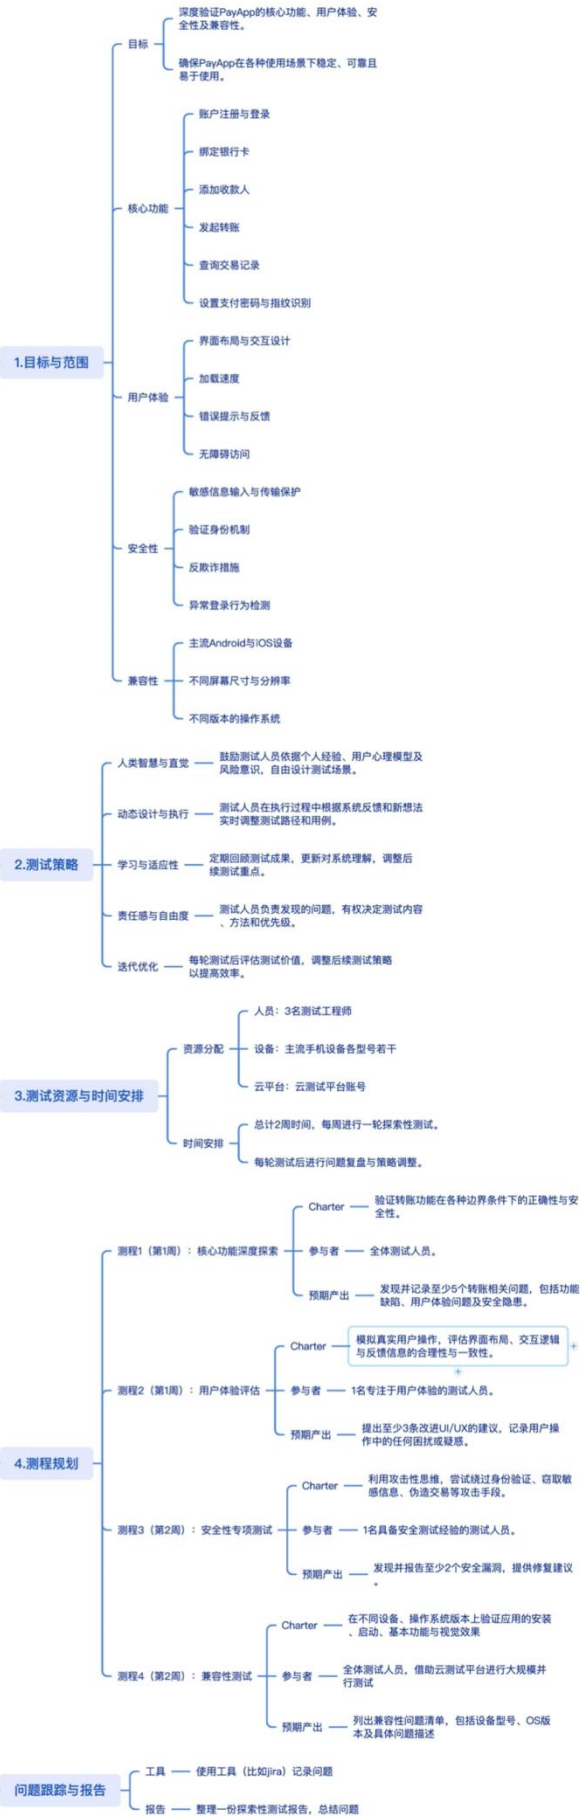 1.目标与范围
目标
深度验证PayApp的核心功能、用户体验、安
全性及兼容性。
确保PayApp在各种使用场景下稳定、可靠且
易于使用。
核心功能
账户注册与登录
绑定银行卡
添加收款人
发起转账
查询交易记录
设置支付密码与指纹识别
用户体验
界面布局与交互设计
加载速度
错误提示与反馈
无障碍访问
安全性
敏感信息输入与传输保护
验证身份机制
反欺诈措施
异常登录行为检测
兼容性
主流Android与iOS设备
不同屏幕尺寸与分辨率
不同版本的操作系统
2.测试策略
人类智慧与直觉
鼓励测试人员依据个人经验、用户心理模型及
风险意识，自由设计测试场景。
动态设计与执行
测试人员在执行过程中根据系统反馈和新想法
实时调整测试路径和用例。
学习与适应性
定期回顾测试成果，更新对系统理解，调整后
续测试重点。
责任感与自由度
测试人员负责发现的问题，有权决定测试内容
、方法和优先级。
迭代优化
每轮测试后评估测试价值，调整后续测试策略
以提高效率。
3.测试资源与时间安排
资源分配
人员：3名测试工程师
设备：主流手机设备各型号若干
云平台：云测试平台账号
时间安排
总计2周时间，每周进行一轮探索性测试。
每轮测试后进行问题复盘与策略调整。
4.测程规划
测程1（第1周）：核心功能深度探索
Charter
验证转账功能在各种边界条件下的正确性与安
全性。
参与者
全体测试人员。
预期产出
发现并记录至少5个转账相关问题，包括功能
缺陷、用户体验问题及安全隐患。
测程2（第1周）：用户体验评估
Charter
模拟真实用户操作，评估界面布局、交互逻辑
与反馈信息的合理性与一致性。
参与者
1名专注于用户体验的测试人员。
预期产出
提出至少3条改进UI/UX的建议，记录用户操
作中的任何困扰或疑惑。
测程3（第2周）：安全性专项测试
Charter
利用攻击性思维，尝试绕过身份验证、窃取敏
感信息、伪造交易等攻击手段。
参与者
1名具备安全测试经验的测试人员。
预期产出
发现并报告至少2个安全漏洞，提供修复建议
。
测程4（第2周）：兼容性测试
Charter
在不同设备、操作系统版本上验证应用的安装
、启动、基本功能与视觉效果
参与者
全体测试人员，借助云测试平台进行大规模并
行测试
预期产出
列出兼容性问题清单，包括设备型号、OS版
本及具体问题描述
问题跟踪与报告
工具
使用工具（比如jira）记录问题
报告
整理一份探索性测试报告，总结问题